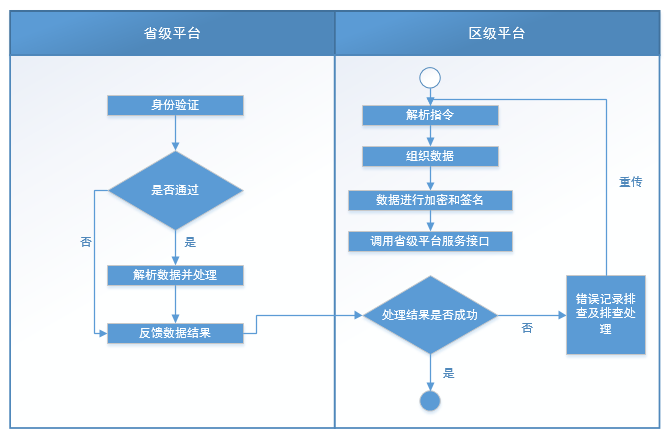 省级平台
区级平台
身份验证
是否通过
否
是
解析数据并处理
反馈数据结果
解析指令
组织数据
数据进行加密和签名
调用省级平台服务接口
处理结果是否成功
否
是
错误记录排
查及排查处
理
重传